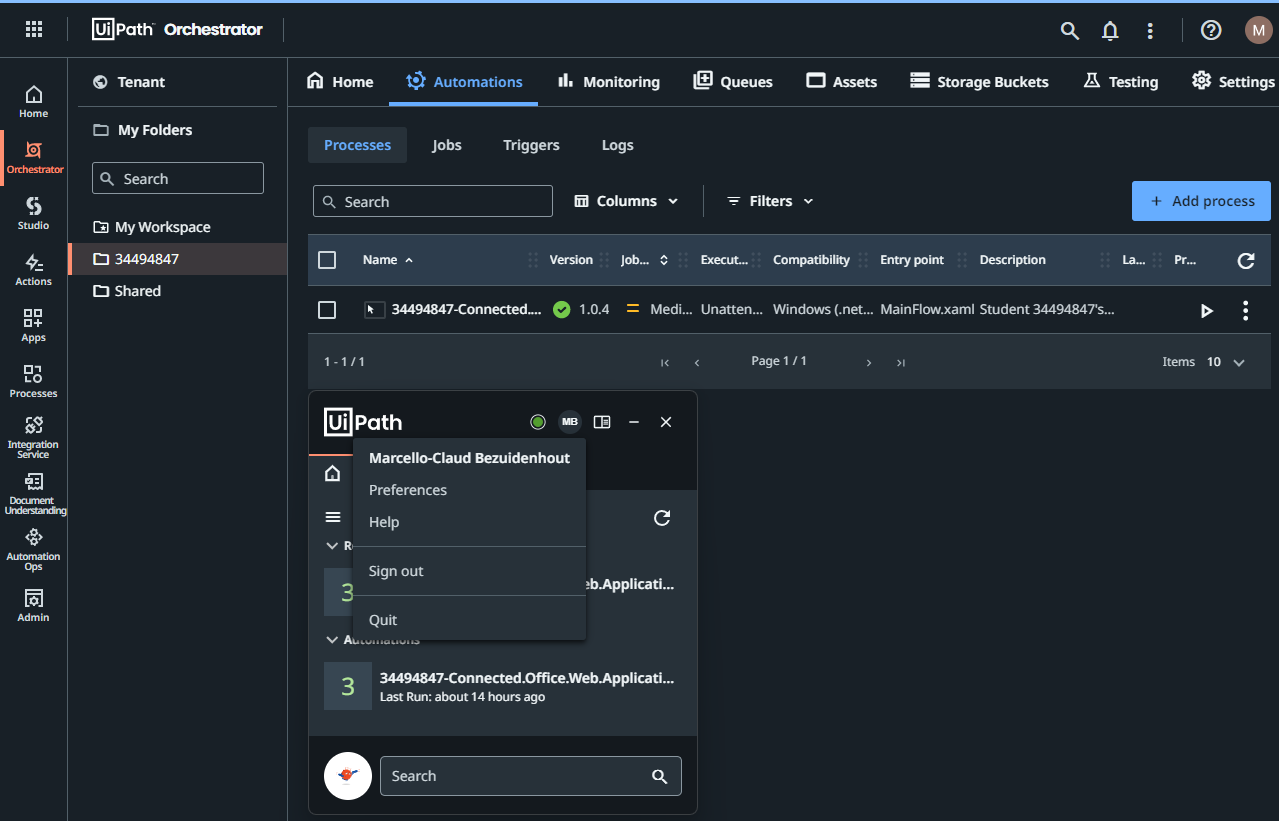 UiPath Orchestrator
M
Home
Orchestrator
Studio
Actions
Apps
Processes
Integration
Service
Document
Understanding
Automation
Ops
Admin
Tenant
My Folders
Search
My Workspace
34494847
Shared
Home Automations Monitoring Queues Assets Storage Buckets Testing Settings
Processes Jobs Triggers Logs
Search Columns Filters + Add process
Name Version Job... Execut... Compatibility Entry point Description La... Pr...
34494847-Connected.... 1.0.4 Medi... Unatten... Windows (.net... MainFlow.xaml Student 34494847's...
1 - 1 / 1 Page 1 / 1 Items 10
UiPath MB
Marcello-Claud Bezuidenhout
Preferences
Help
Sign out
Quit
3 eb.Applicati...
Automations
3 34494847-Connected.Office.Web.Applicati...
Last Run: about 14 hours ago
Search